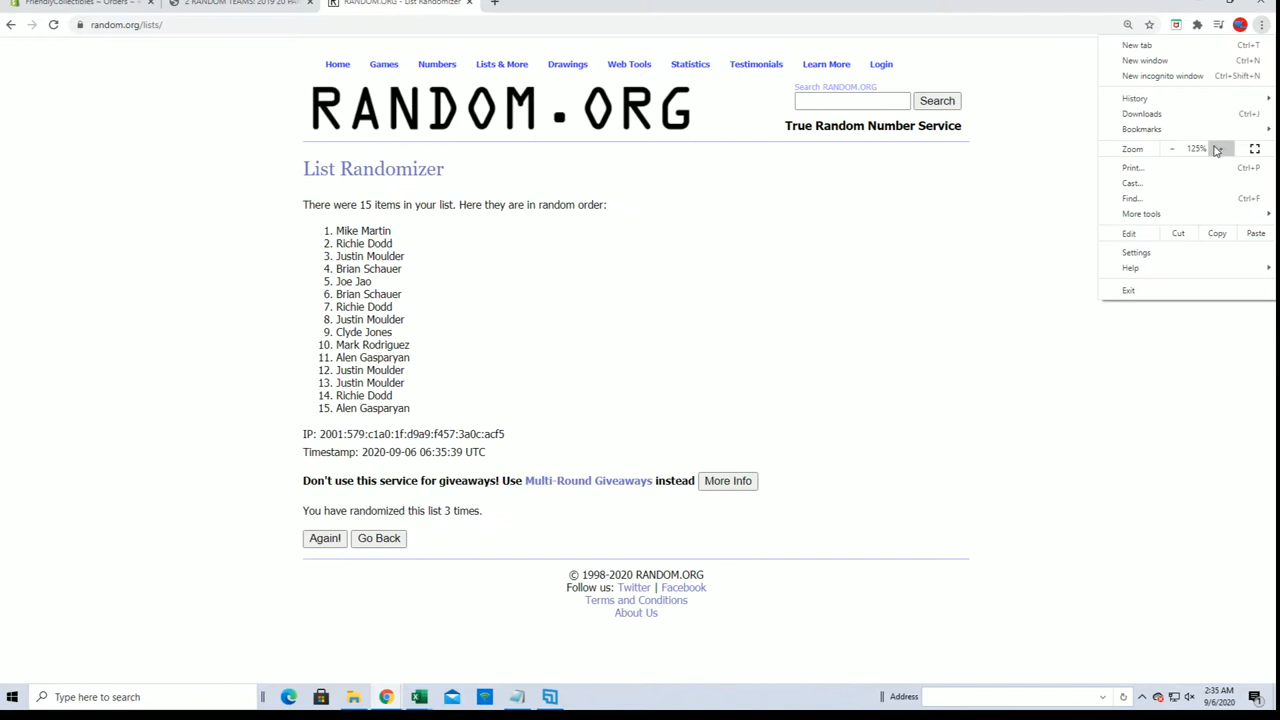 FriendlyCollectibles ~ Orders ~
2 RANDOM TEAMS: 2019 20
RANDOM.ORG - List Randomizer
random.org/lists/
Home Games Numbers Lists & More Drawings Web Tools Statistics Testimonials Learn More Login
RANDOM.ORG
Search RANDOM.ORG
Search
True Random Number Service
List Randomizer
There were 15 items in your list. Here they are in random order:
1. Mike Martin
2. Richie Dodd
3. Justin Moulder
4. Brian Schauer
5. Joe Jao
6. Brian Schauer
7. Richie Dodd
8. Justin Moulder
9. Clyde Jones
10. Mark Rodriguez
11. Alen Gasparyan
12. Justin Moulder
13. Justin Moulder
14. Richie Dodd
15. Alen Gasparyan
IP: 2001:579:c1a0:1f:d9a9:f457:3a0c:acf5
Timestamp: 2020-09-06 06:35:39 UTC
Don't use this service for giveaways! Use Multi-Round Giveaways instead More Info
You have randomized this list 3 times.
Again! Go Back
© 1998-2020 RANDOM.ORG
Follow us: Twitter | Facebook
Terms and Conditions
About Us
New tab Ctrl+T
New window Ctrl+N
New incognito window Ctrl+Shift+N
History
Downloads Ctrl+J
Bookmarks
Zoom - 125%
Print... Ctrl+P
Cast...
Find... Ctrl+F
More tools
Edit Cut Copy Paste
Settings
Help
Exit
Type here to search
Address
2:35 AM
9/6/2020